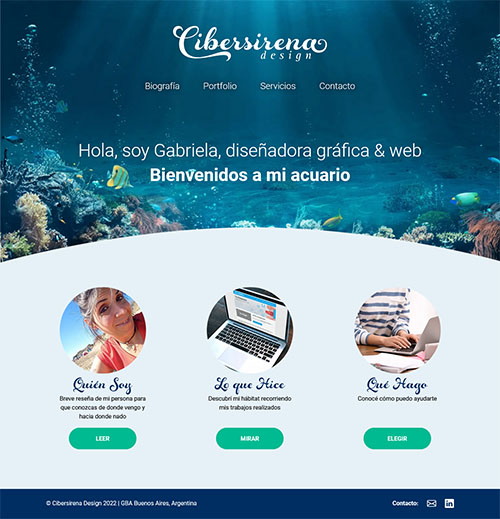 Cibersirena
design
Biografía Portfolio Servicios Contacto
Hola, soy Gabriela, diseñadora gráfica & web
Bienvenidos a mi acuario
Quién Soy
Breve reseña de mi persona para
que conozcas de donde vengo y
hacia donde nado
LEER
Lo que Hice
Descubrí mi hábitat recorriendo
mis trabajos realizados
MIRAR
Qué Hago
Conocé cómo puedo ayudarte
ELEGIR
© Cibersirena Design 2022 | GBA Buenos Aires, Argentina
Contacto: